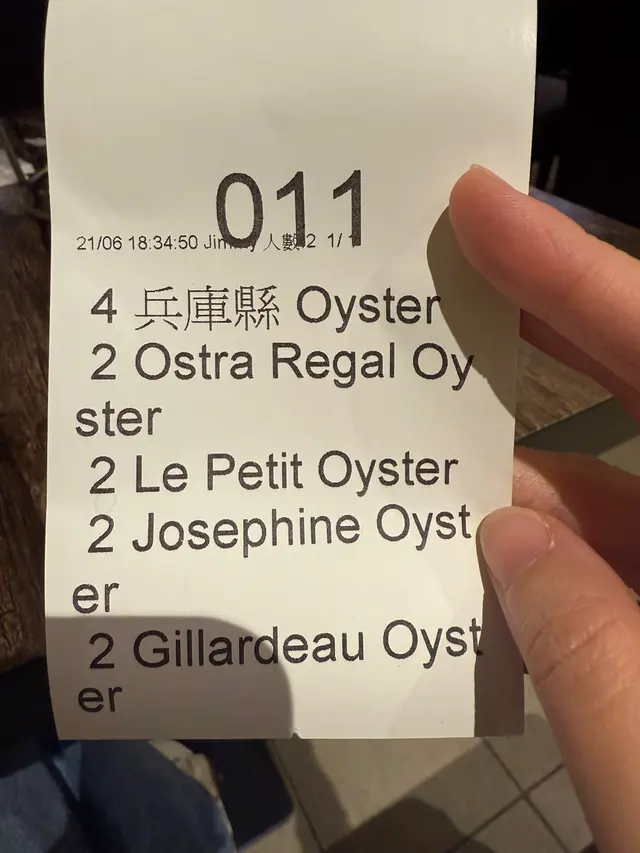 011
21/06 18:34:50 Jimmy 人數:2 1/1
4 兵庫縣 Oyster
2 Ostra Regal Oy
ster
2 Le Petit Oyster
2 Josephine Oyst
er
2 Gillardeau Oyst
er